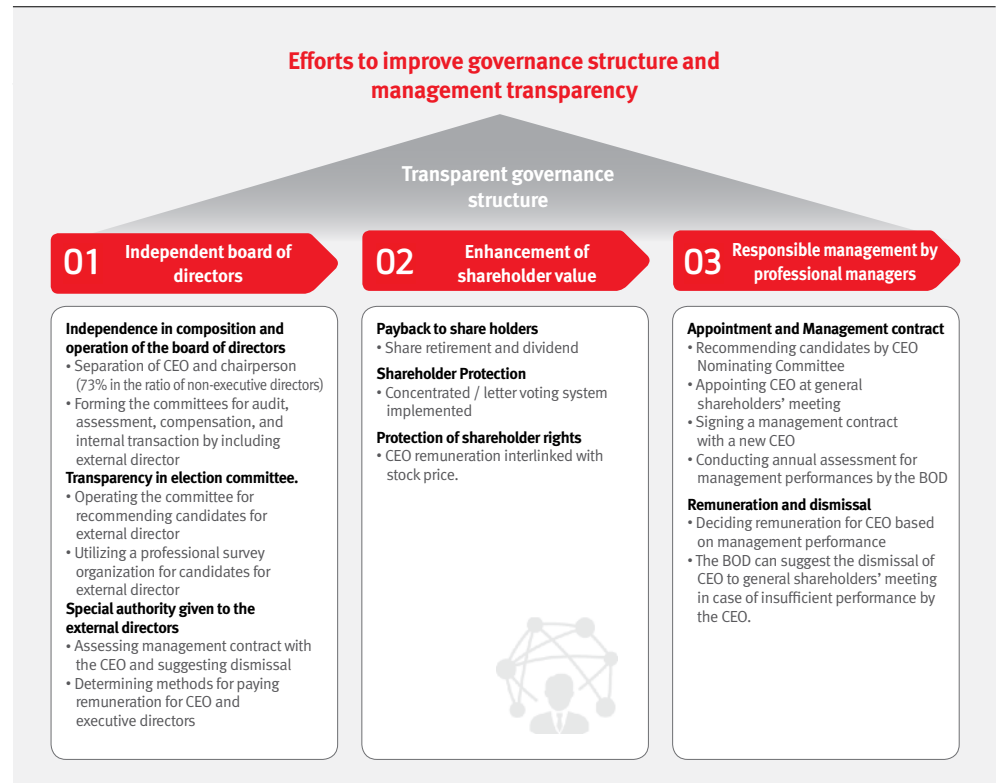 Efforts to improve governance structure and
management transparency
Transparent governance
structure
01
Independent board of
directors
Independence in composition and
operation of the board of directors
• Separation of CEO and chairperson
(73% in the ratio of non-executive directors)
• Forming the committees for audit,
assessment, compensation, and
internal transaction by including
external director
Transparency in election committee.
• Operating the committee for
recommending candidates for
external director
• Utilizing a professional survey
organization for candidates for
external director
Special authority given to the
external directors
• Assessing management contract with
the CEO and suggesting dismissal
• Determining methods for paying
remuneration for CEO and
executive directors
02
Enhancement of
shareholder value
Payback to share holders
• Share retirement and dividend
Shareholder Protection
• Concentrated / letter voting system
implemented
Protection of shareholder rights
• CEO remuneration interlinked with
stock price.
03
Responsible management by
professional managers
Appointment and Management contract
• Recommending candidates by CEO
Nominating Committee
• Appointing CEO at general
shareholders’ meeting
• Signing a management contract
with a new CEO
• Conducting annual assessment for
management performances by the BOD
Remuneration and dismissal
• Deciding remuneration for CEO based
on management performance
• The BOD can suggest the dismissal of
CEO to general shareholders’ meeting
in case of insufficient performance by
the CEO.